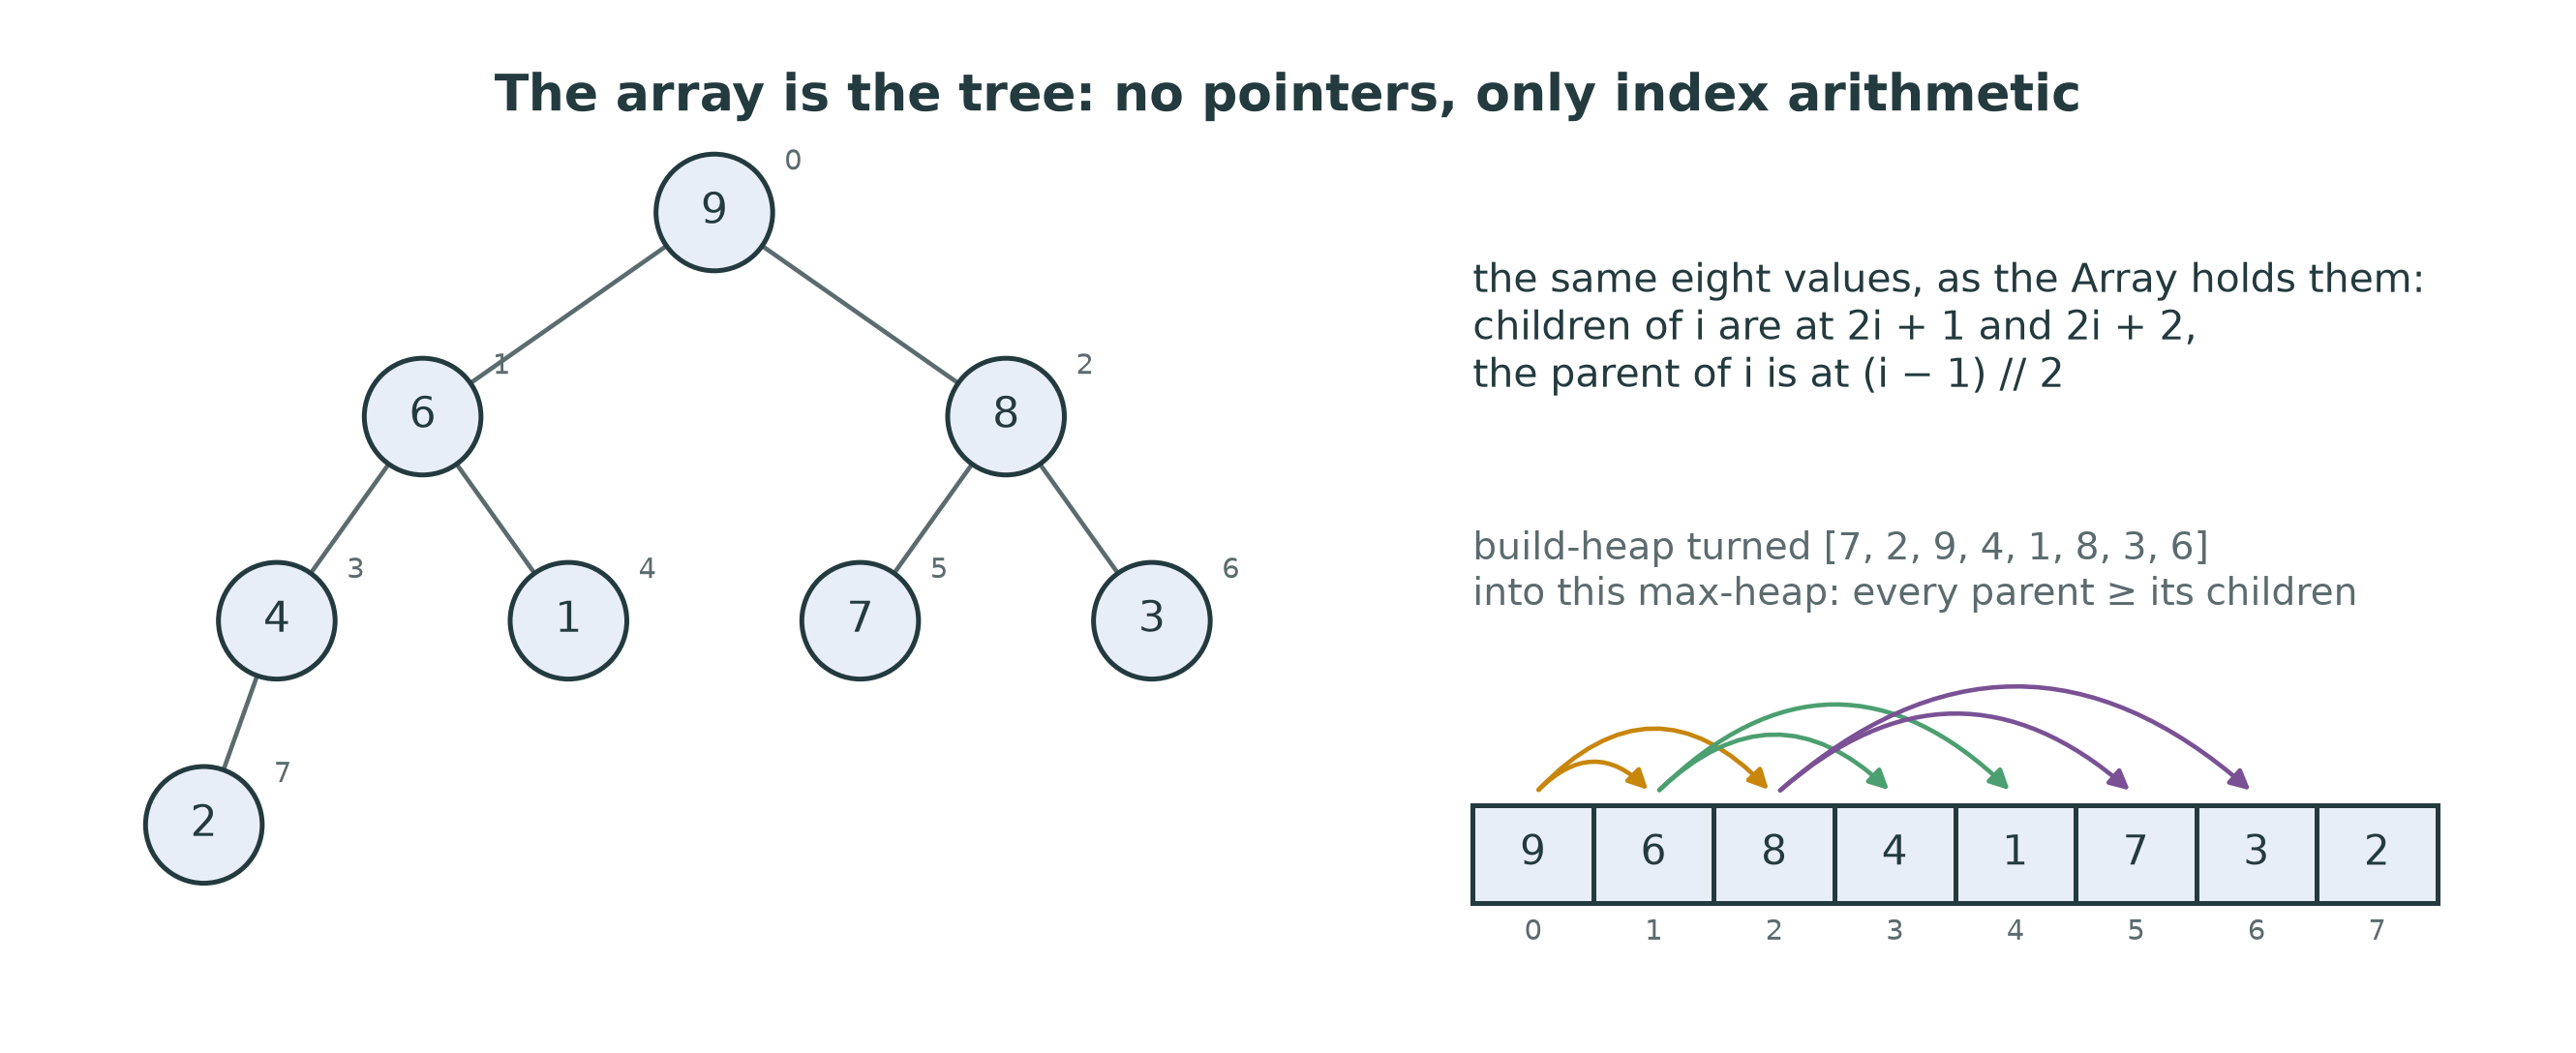 The array is the tree: no pointers, only index arithmetic
0
9
1
6
2
8
3
4
4
1
5
7
6
3
7
2
the same eight values, as the Array holds them:
children of i are at 2i + 1 and 2i + 2,
the parent of i is at (i − 1) // 2
build-heap turned [7, 2, 9, 4, 1, 8, 3, 6]
into this max-heap: every parent ≥ its children
9 6 8 4 1 7 3 2
0 1 2 3 4 5 6 7